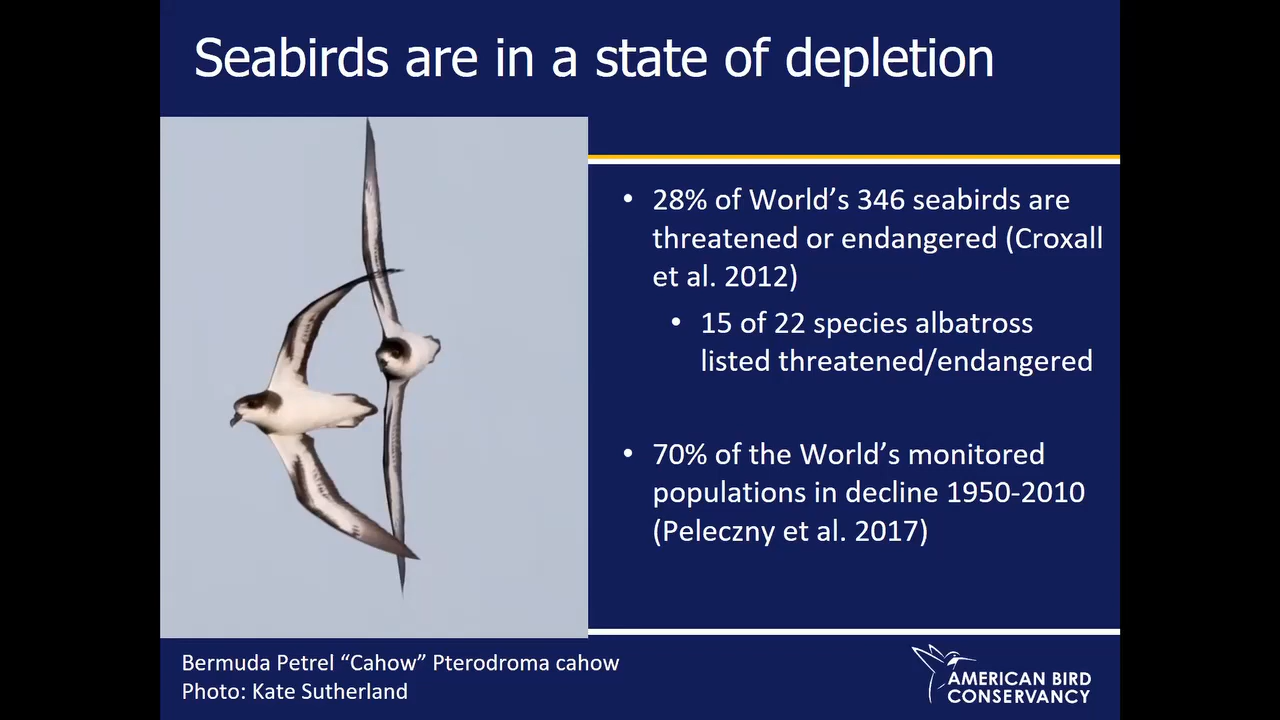 Seabirds are in a state of depletion
• 28% of World’s 346 seabirds are
threatened or endangered (Croxall
et al. 2012)
• 15 of 22 species albatross
listed threatened/endangered
• 70% of the World’s monitored
populations in decline 1950-2010
(Peleczny et al. 2017)
Bermuda Petrel “Cahow” Pterodroma cahow
Photo: Kate Sutherland
AMERICAN BIRD
CONSERVANCY